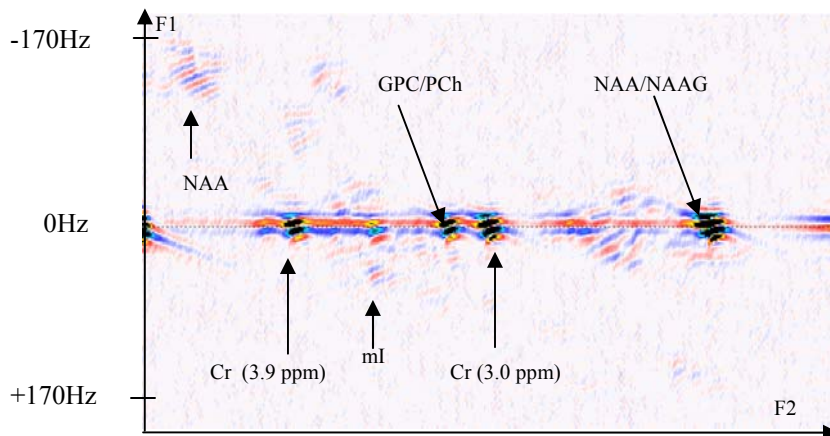 -170Hz
F1
GPC/PCh
NAA/NAAG
NAA
0Hz
mI
Cr (3.9 ppm)
Cr (3.0 ppm)
+170Hz
F2